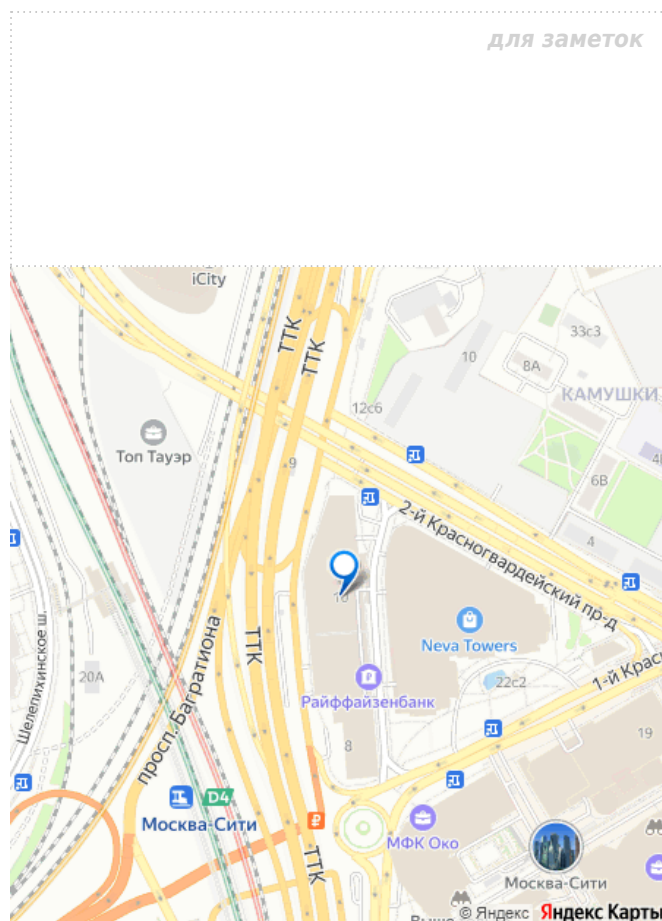 для заметок
iCity
ТТК
ТТК
33с3
10
8А
12с6
КАМУШКИ
Топ Тауэр
9
6В
2-й Красногвардейский пр-д
4
Шелепихинское ш.
просп. Багратиона
ТТК
Neva Towers
20А
22с2
1-й Крас
Райффайзенбанк
8
19
D4
Москва-Сити
МФК Око
ТТК
Москва-Сити
© Яндекс Яндекс Карты